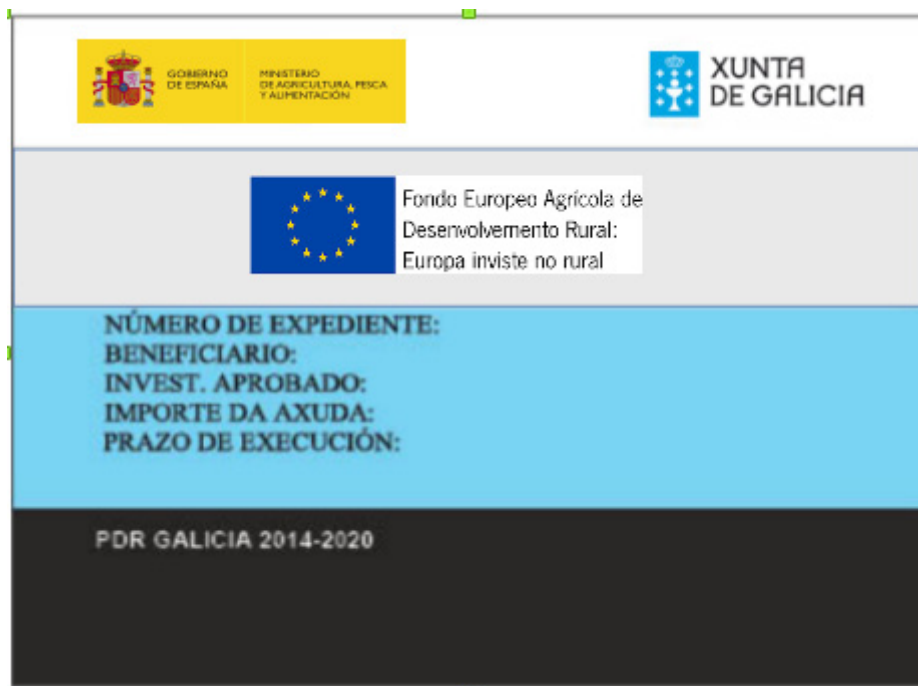 GOBIERNO
DE ESPAÑA
MINISTERIO
DE AGRICULTURA, PESCA
Y ALIMENTACIÓN
XUNTA
DE GALICIA
Fondo Europeo Agrícola de
Desenvolvemento Rural:
Europa inviste no rural
NÚMERO DE EXPEDIENTE:
BENEFICIARIO:
INVEST. APROBADO:
IMPORTE DA AXUDA:
PRAZO DE EXECUCIÓN:
PDR GALICIA 2014-2020